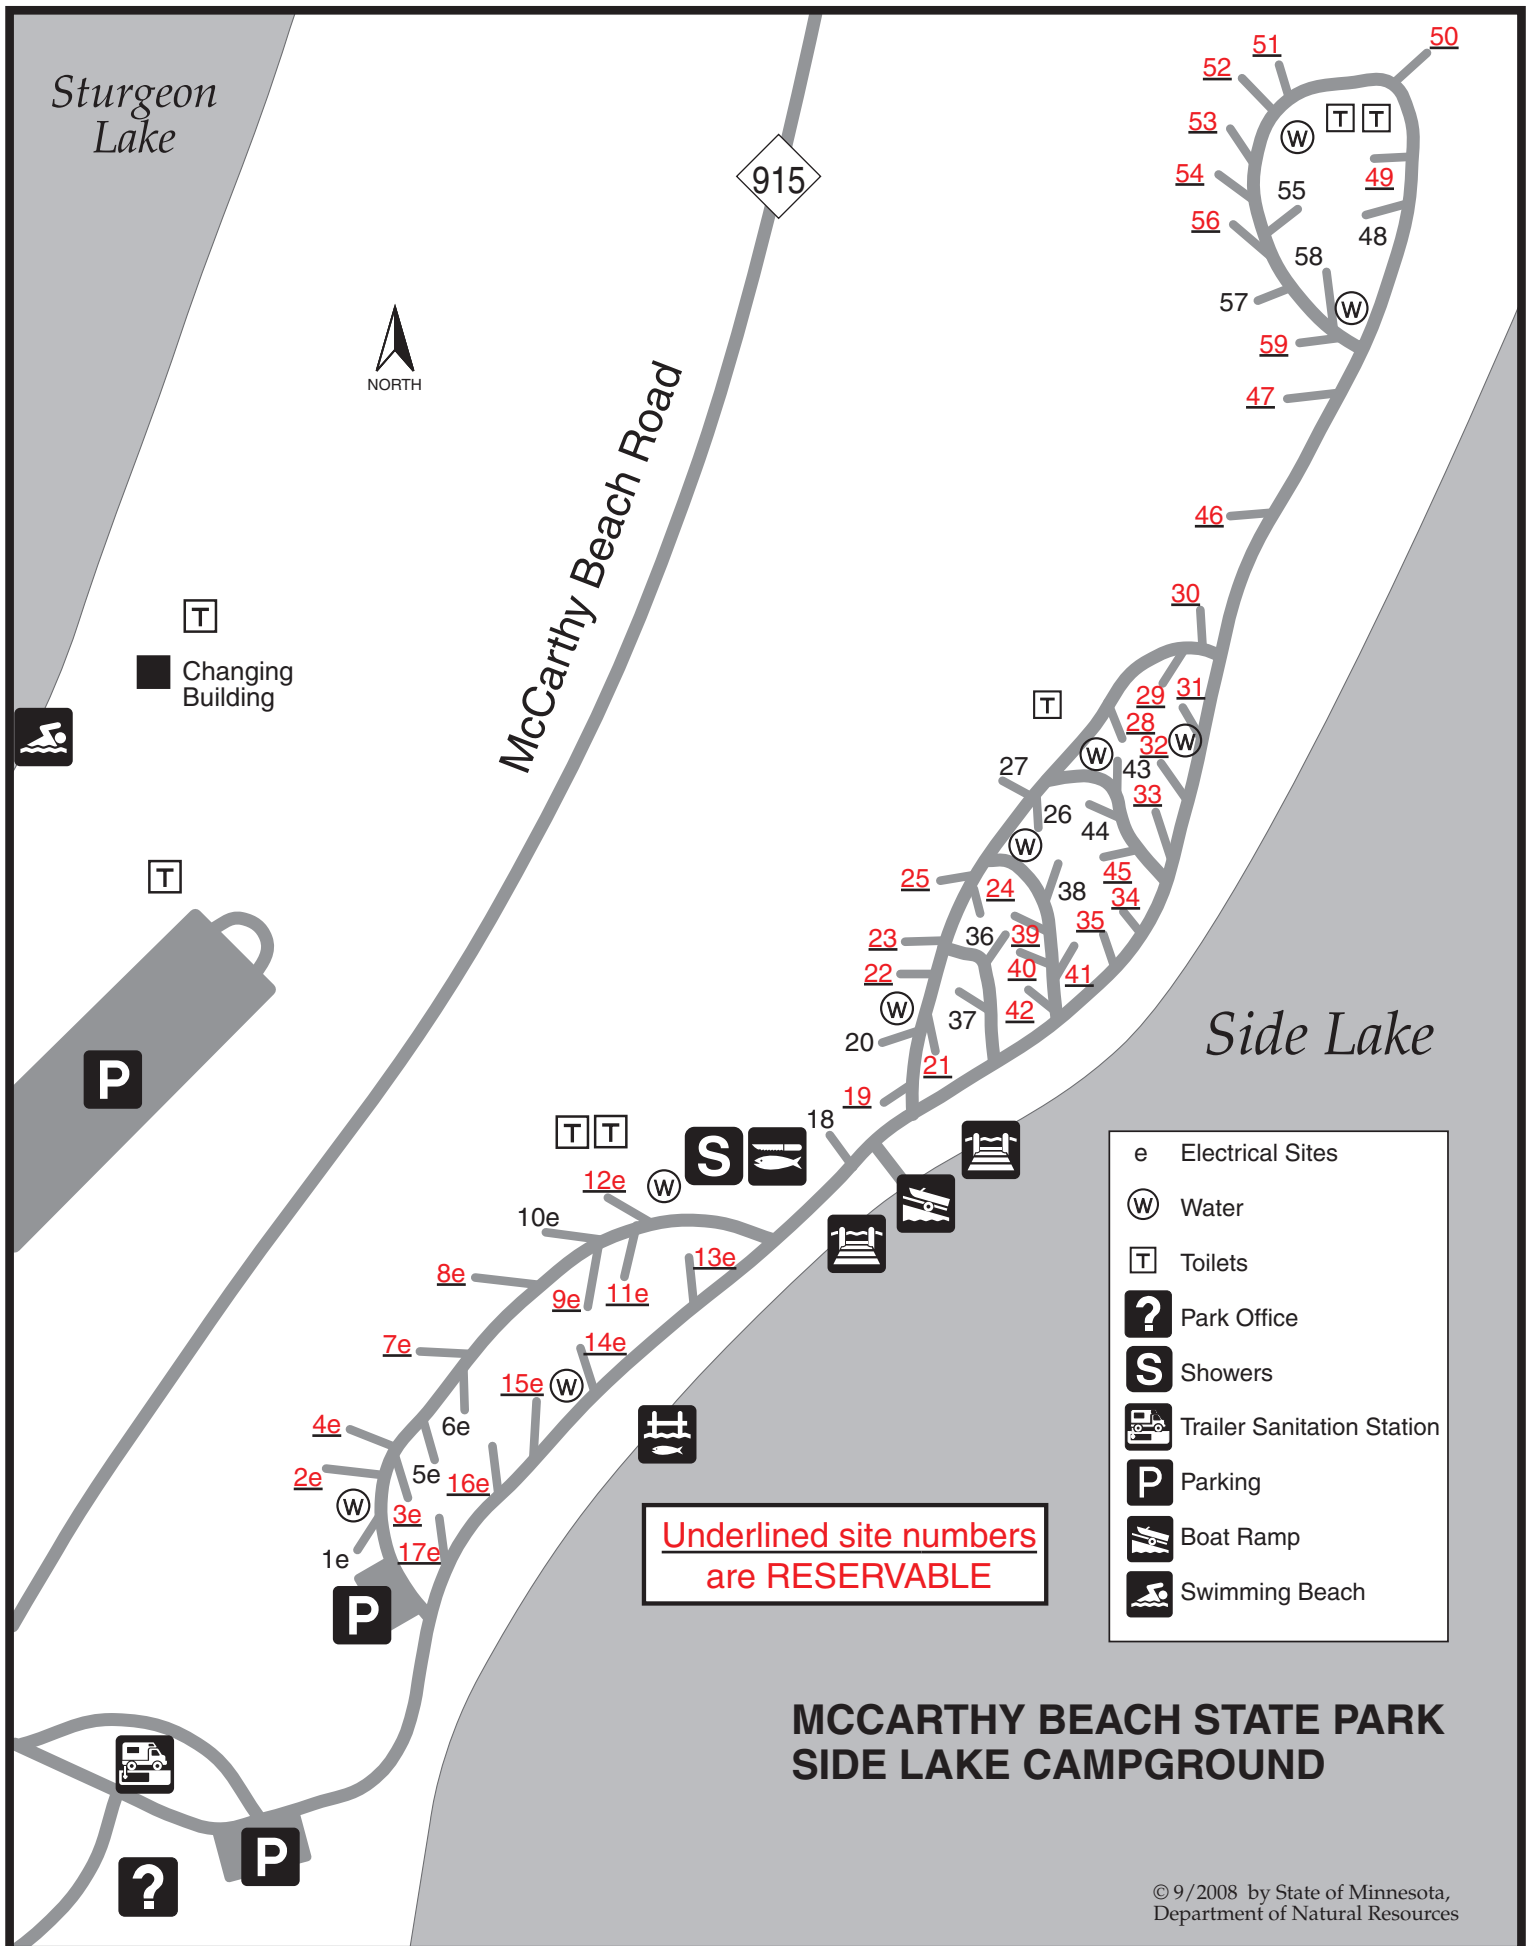 Sturgeon
Lake
51
50
52
53
T T
W
54
915
49
55
56
48
58
57
W
59
NORTH
47
McCarthy Beach Road
46
30
T
Changing
Building
29
31
T
28
32
W
W
27
43
33
26
44
W
T
25
24
38
45
34
35
23
36
39
22
40
41
W
37
42
20
Side Lake
21
P
19
18
T T
S
12e
W
10e
13e
8e
9e
11e
7e
14e
15e
W
4e
6e
5e
2e
16e
W
3e
1e
17e
P
e Electrical Sites
W Water
T Toilets
? Park Office
S Showers
Trailer Sanitation Station
P Parking
Boat Ramp
Swimming Beach
Underlined site numbers
are RESERVABLE
MCCARTHY BEACH STATE PARK
SIDE LAKE CAMPGROUND
P
?
© 9/2008 by State of Minnesota,
Department of Natural Resources